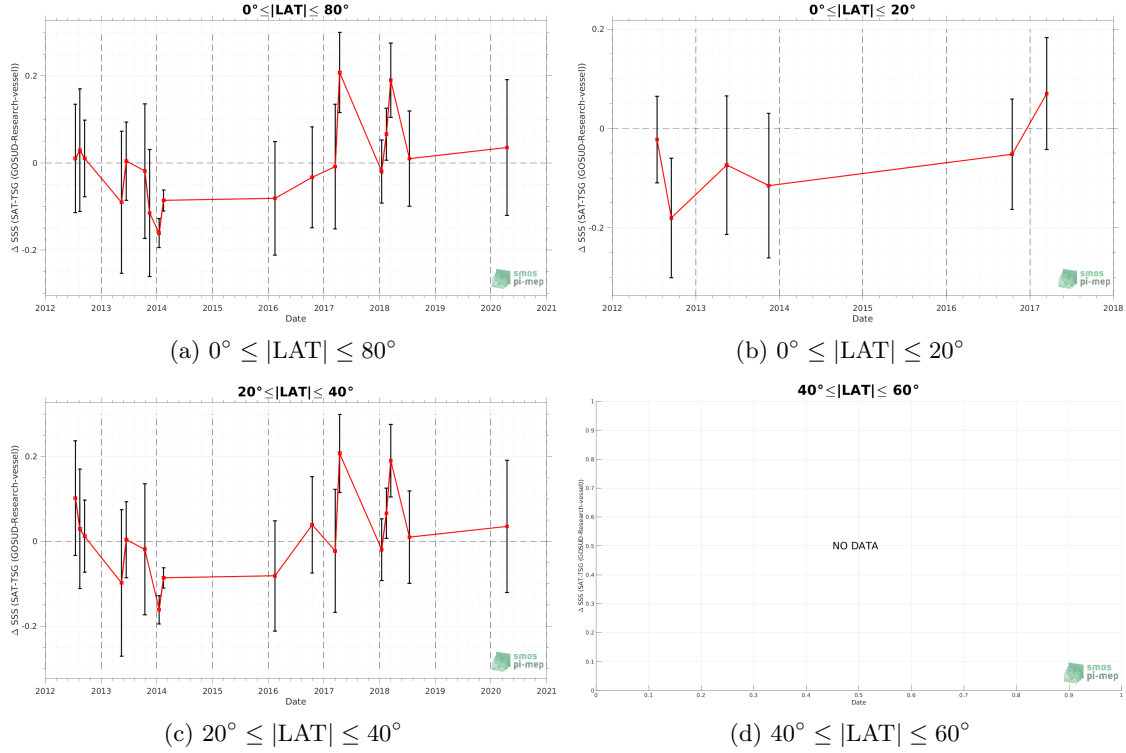 0°≤|LAT|≤ 80°
Δ SSS (SAT-TSG (GOSUD-Research-vessel))
0.2
0
-0.2
2012 2013 2014 2015 2016 2017 2018 2019 2020 2021
Date
smos
pi-mep
(a) 0° ≤ |LAT| ≤ 80°
0°≤|LAT|≤ 20°
Δ SSS (SAT-TSG (GOSUD-Research-vessel))
0.2
0
-0.2
2012 2013 2014 2015 2016 2017 2018
Date
smos
pi-mep
(b) 0° ≤ |LAT| ≤ 20°
20°≤|LAT|≤ 40°
Δ SSS (SAT-TSG (GOSUD-Research-vessel))
0.2
0
-0.2
2012 2013 2014 2015 2016 2017 2018 2019 2020 2021
Date
smos
pi-mep
(c) 20° ≤ |LAT| ≤ 40°
40°≤|LAT|≤ 60°
Δ SSS (SAT-TSG (GOSUD-Research-vessel))
1
0.9
0.8
0.7
0.6
0.5
0.4
0.3
0.2
0.1
0
NO DATA
0 0.1 0.2 0.3 0.4 0.5 0.6 0.7 0.8 0.9 1
Date
smos
pi-mep
(d) 40° ≤ |LAT| ≤ 60°